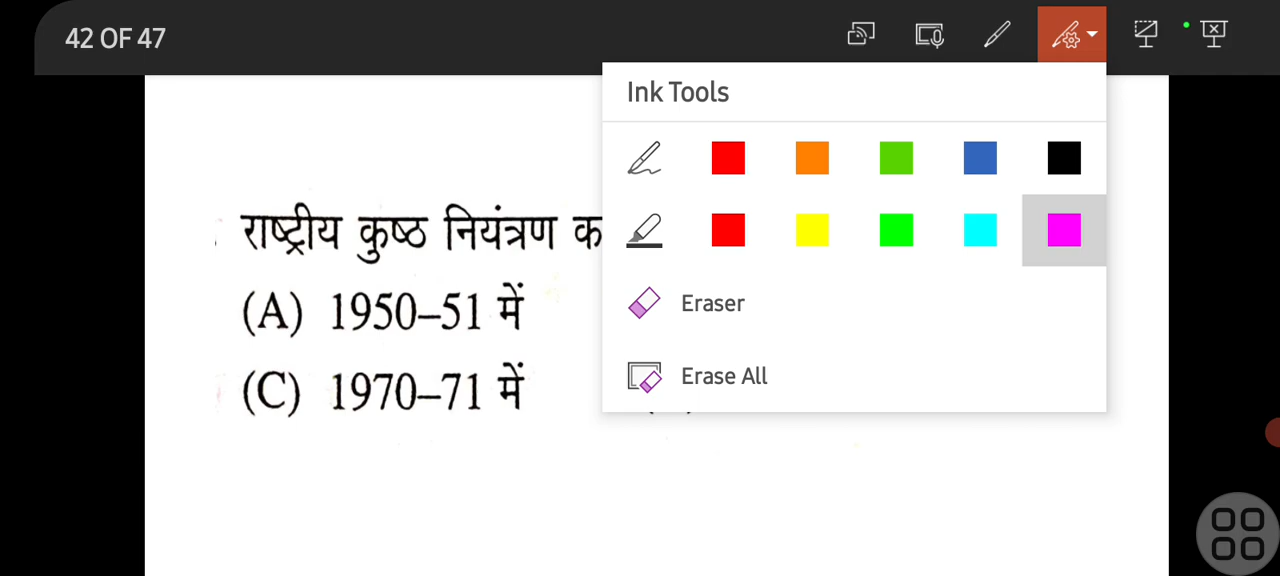 42 OF 47
Ink Tools
राष्ट्रीय कुष्ठ नियंत्रण
(A) 1950–51 में
Eraser
Erase All
(C) 1970–71 में